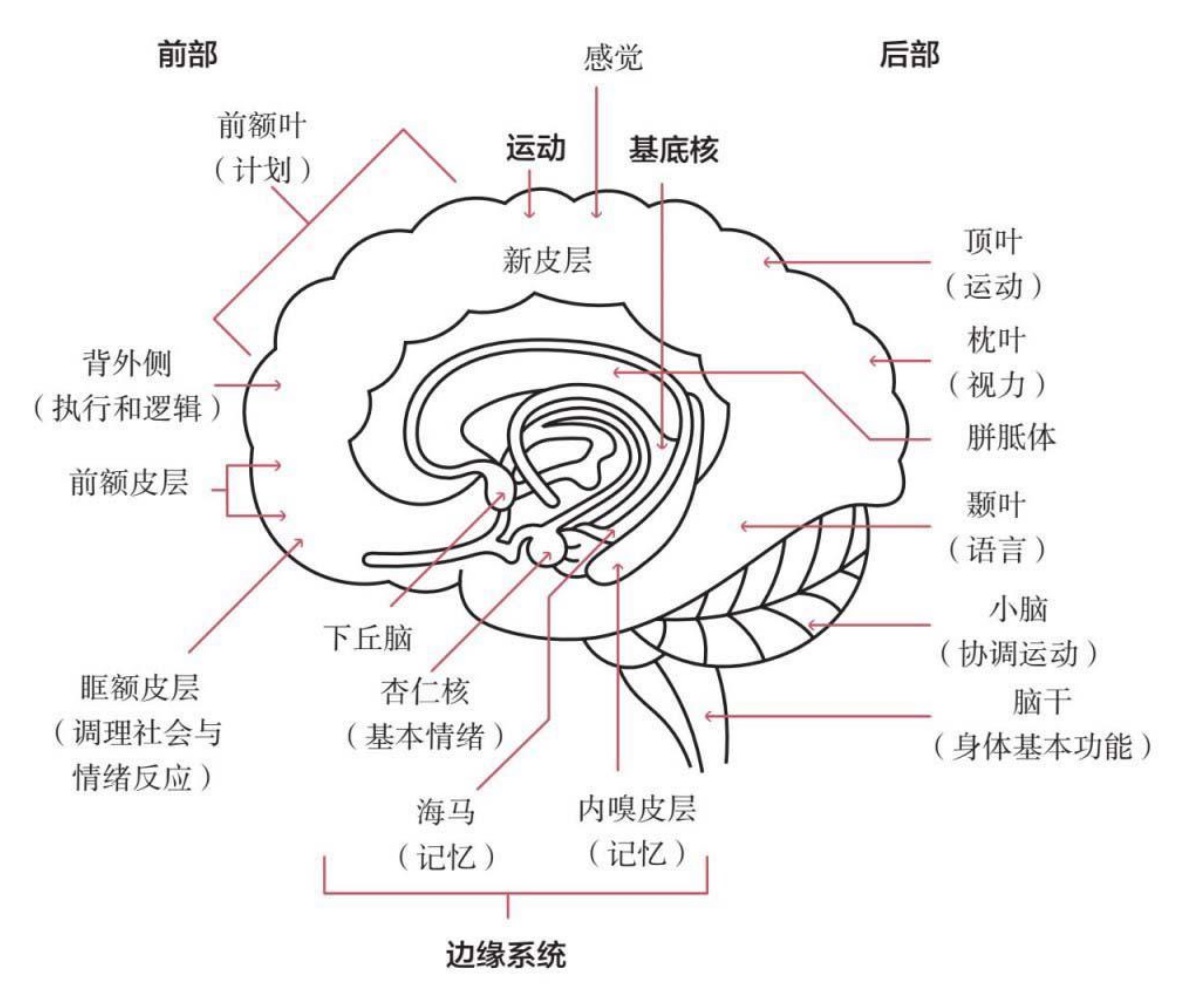 前部
感觉
后部
前额叶
（计划）
运动
基底核
新皮层
顶叶
（运动）
枕叶
（视力）
背外侧
（执行和逻辑）
胼胝体
前额皮层
颞叶
（语言）
小脑
（协调运动）
下丘脑
杏仁核
（基本情绪）
眶额皮层
（调理社会与
情绪反应）
脑干
（身体基本功能）
海马
（记忆）
内嗅皮层
（记忆）
边缘系统